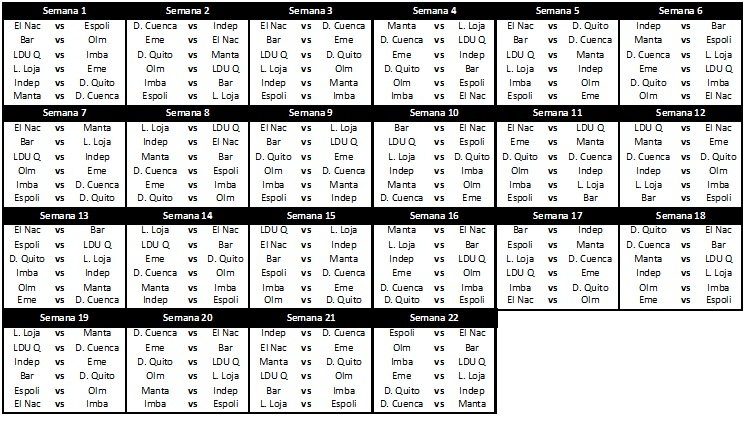 Semana 1 Semana 2 Semana 3 Semana 4 Semana 5 Semana 6
El Nac vs Espoli D. Cuenca vs Indep El Nac vs D. Cuenca Manta vs L. Loja El Nac vs D. Quito Indep vs Bar
Bar vs Olm Eme vs El Nac Bar vs Eme D. Cuenca vs LDU Q Bar vs D. Cuenca Manta vs Espoli
LDU Q vs Imba D. Quito vs Manta LDU Q vs D. Quito Eme vs Indep LDU Q vs Manta D. Cuenca vs L. Loja
L. Loja vs Eme Olm vs LDU Q L. Loja vs Olm D. Quito vs Bar L. Loja vs Indep Eme vs LDU Q
Indep vs D. Quito Imba vs Bar Indep vs Manta Olm vs Espoli Imba vs Olm D. Quito vs Imba
Manta vs D. Cuenca Espoli vs L. Loja Espoli vs Imba Imba vs El Nac Espoli vs Eme Olm vs El Nac
Semana 7 Semana 8 Semana 9 Semana 10 Semana 11 Semana 12
El Nac vs Manta L. Loja vs LDU Q El Nac vs L. Loja Bar vs El Nac El Nac vs LDU Q LDU Q vs El Nac
Bar vs L. Loja Indep vs El Nac Bar vs LDU Q LDU Q vs Espoli Eme vs Manta Manta vs Eme
LDU Q vs Indep Manta vs Bar D. Quito vs Eme L. Loja vs D. Quito D. Quito vs D. Cuenca D. Cuenca vs D. Quito
Olm vs Eme D. Cuenca vs Espoli Olm vs D. Cuenca Indep vs Imba Olm vs Indep Indep vs Olm
Imba vs D. Cuenca Eme vs Imba Imba vs Manta Manta vs Olm Imba vs L. Loja L. Loja vs Imba
Espoli vs D. Quito D. Quito vs Olm Espoli vs Indep D. Cuenca vs Eme Espoli vs Bar Bar vs Espoli
Semana 13 Semana 14 Semana 15 Semana 16 Semana 17 Semana 18
El Nac vs Bar L. Loja vs El Nac LDU Q vs L. Loja Manta vs El Nac Bar vs Indep D. Quito vs El Nac
Espoli vs LDU Q LDU Q vs Bar El Nac vs Indep L. Loja vs Bar Espoli vs Manta D. Cuenca vs Bar
D. Quito vs L. Loja Eme vs D. Quito Bar vs Manta Indep vs LDU Q L. Loja vs D. Cuenca Manta vs LDU Q
Imba vs Indep D. Cuenca vs Olm Espoli vs D. Cuenca Eme vs Olm LDU Q vs Eme Indep vs L. Loja
Olm vs Manta Manta vs Imba Imba vs Eme D. Cuenca vs Imba Imba vs D. Quito Olm vs Imba
Eme vs D. Cuenca Indep vs Espoli Olm vs D. Quito D. Quito vs Espoli El Nac vs Olm Eme vs Espoli
Semana 19 Semana 20 Semana 21 Semana 22
L. Loja vs Manta D. Cuenca vs El Nac Indep vs D. Cuenca Espoli vs El Nac
LDU Q vs D. Cuenca Eme vs Bar El Nac vs Eme Olm vs Bar
Indep vs Eme D. Quito vs LDU Q Manta vs D. Quito Imba vs LDU Q
Bar vs D. Quito Olm vs L. Loja LDU Q vs Olm Eme vs L. Loja
Espoli vs Olm Manta vs Indep Bar vs Imba D. Quito vs Indep
El Nac vs Imba Imba vs Espoli L. Loja vs Espoli D. Cuenca vs Manta